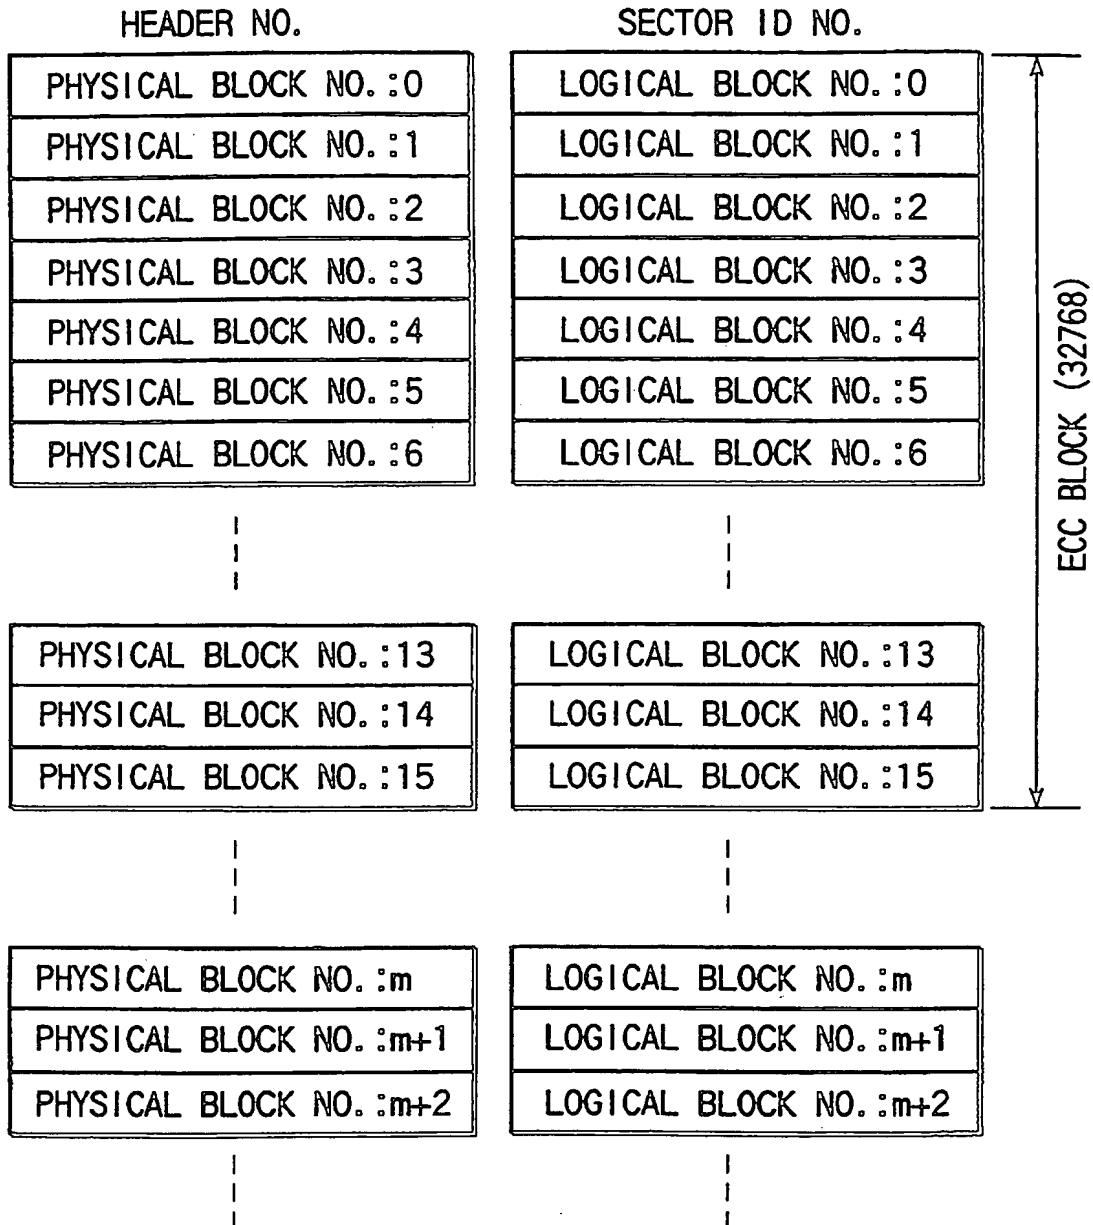 HEADER NO.
SECTOR ID NO.
PHYSICAL BLOCK NO.:0
LOGICAL BLOCK NO.:0
PHYSICAL BLOCK NO.:1
LOGICAL BLOCK NO.:1
PHYSICAL BLOCK NO.:2
LOGICAL BLOCK NO.:2
PHYSICAL BLOCK NO.:3
LOGICAL BLOCK NO.:3
PHYSICAL BLOCK NO.:4
LOGICAL BLOCK NO.:4
PHYSICAL BLOCK NO.:5
LOGICAL BLOCK NO.:5
PHYSICAL BLOCK NO.:6
LOGICAL BLOCK NO.:6
ECC BLOCK (32768)
PHYSICAL BLOCK NO.:13
LOGICAL BLOCK NO.:13
PHYSICAL BLOCK NO.:14
LOGICAL BLOCK NO.:14
PHYSICAL BLOCK NO.:15
LOGICAL BLOCK NO.:15
PHYSICAL BLOCK NO.:m
LOGICAL BLOCK NO.:m
PHYSICAL BLOCK NO.:m+1
LOGICAL BLOCK NO.:m+1
PHYSICAL BLOCK NO.:m+2
LOGICAL BLOCK NO.:m+2